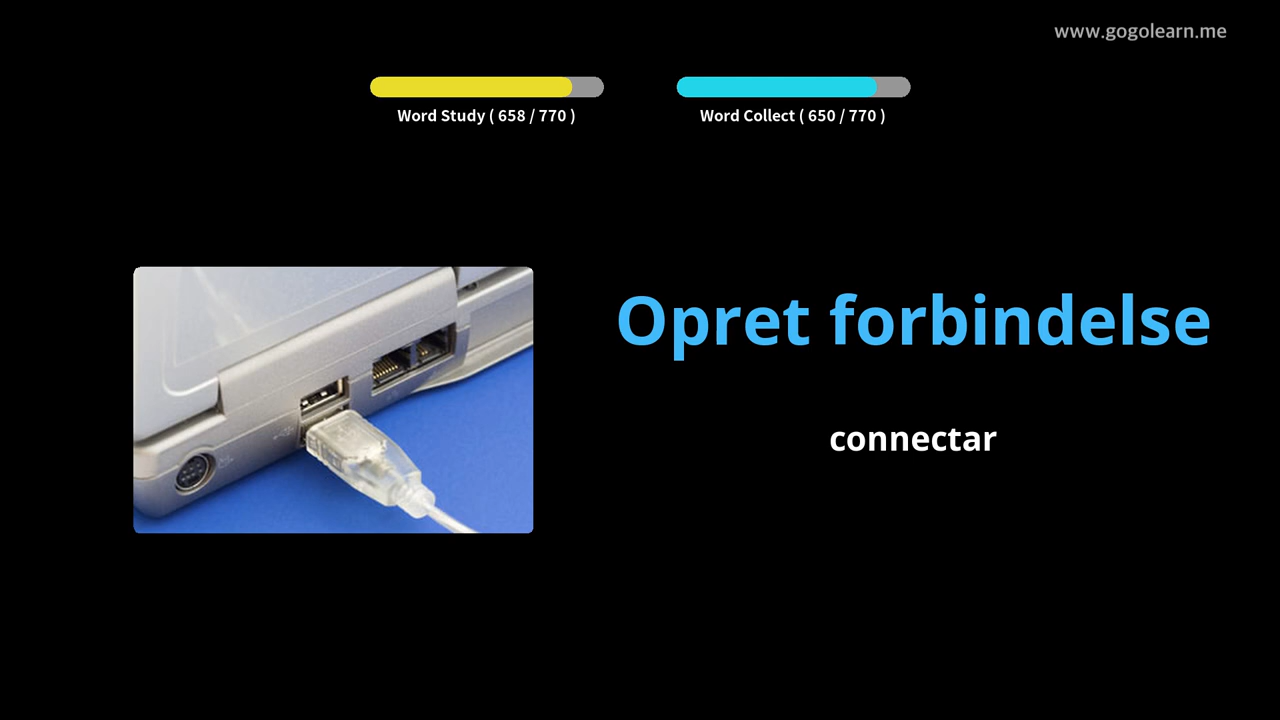 www.gogolearn.me
Word Study ( 658 / 770 )
Word Collect ( 650 / 770 )
Opret forbindelse
connectar